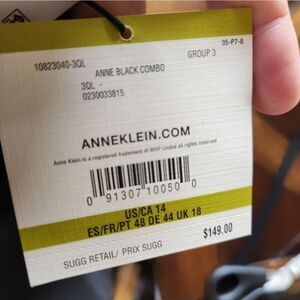 35-P7-8
10823040-3QL
GROUP 3
ANNE BLACK COMBO
3QL -
0230033815
ANNEKLEIN.COM
Anne Klein is a registered trademark of WHP Global all rights reserved
0 91307 10050 0
US/CA 14
ES/FR/PT 48 DE 44 UK 18
$149.00
SUGG RETAIL/ PRIX SUGG